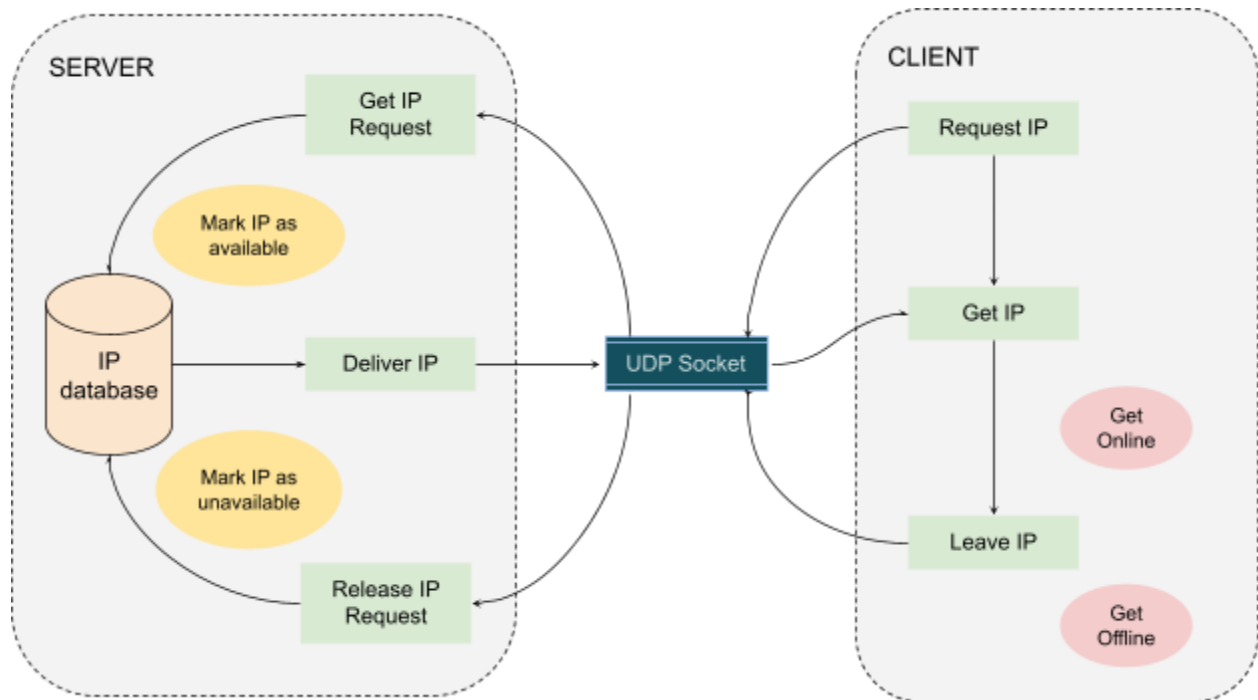 SERVER
Get IP
Request
Mark IP as
available
IP
database
Deliver IP
Mark IP as
unavailable
Release IP
Request
UDP Socket
CLIENT
Request IP
Get IP
Get
Online
Leave IP
Get
Offline